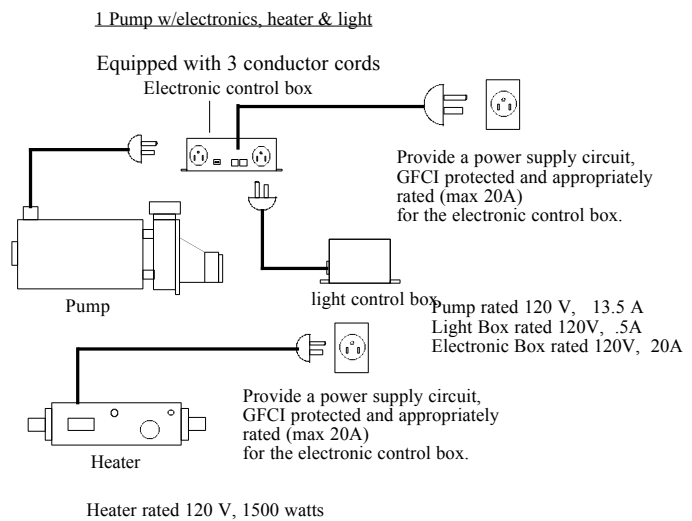 1 Pump w/electronics, heater & light
Equipped with 3 conductor cords
Electronic control box
Provide a power supply circuit,
GFCI protected and appropriately
rated (max 20A)
for the electronic control box.
Pump
light control box
Pump rated 120 V, 13.5 A
Light Box rated 120V, .5A
Electronic Box rated 120V, 20A
Provide a power supply circuit,
GFCI protected and appropriately
rated (max 20A)
for the electronic control box.
Heater
Heater rated 120 V, 1500 watts